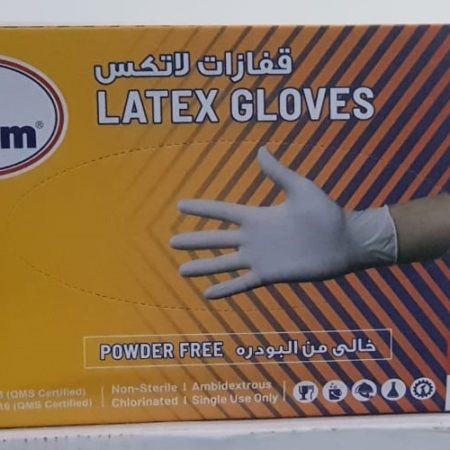 قفازات لاتكس
LATEX GLOVES
m®
POWDER FREE خالي من البودره
(QMS Certified) Non-Sterile | Ambidextrous
(QMS Certified) Chlorinated | Single Use Only